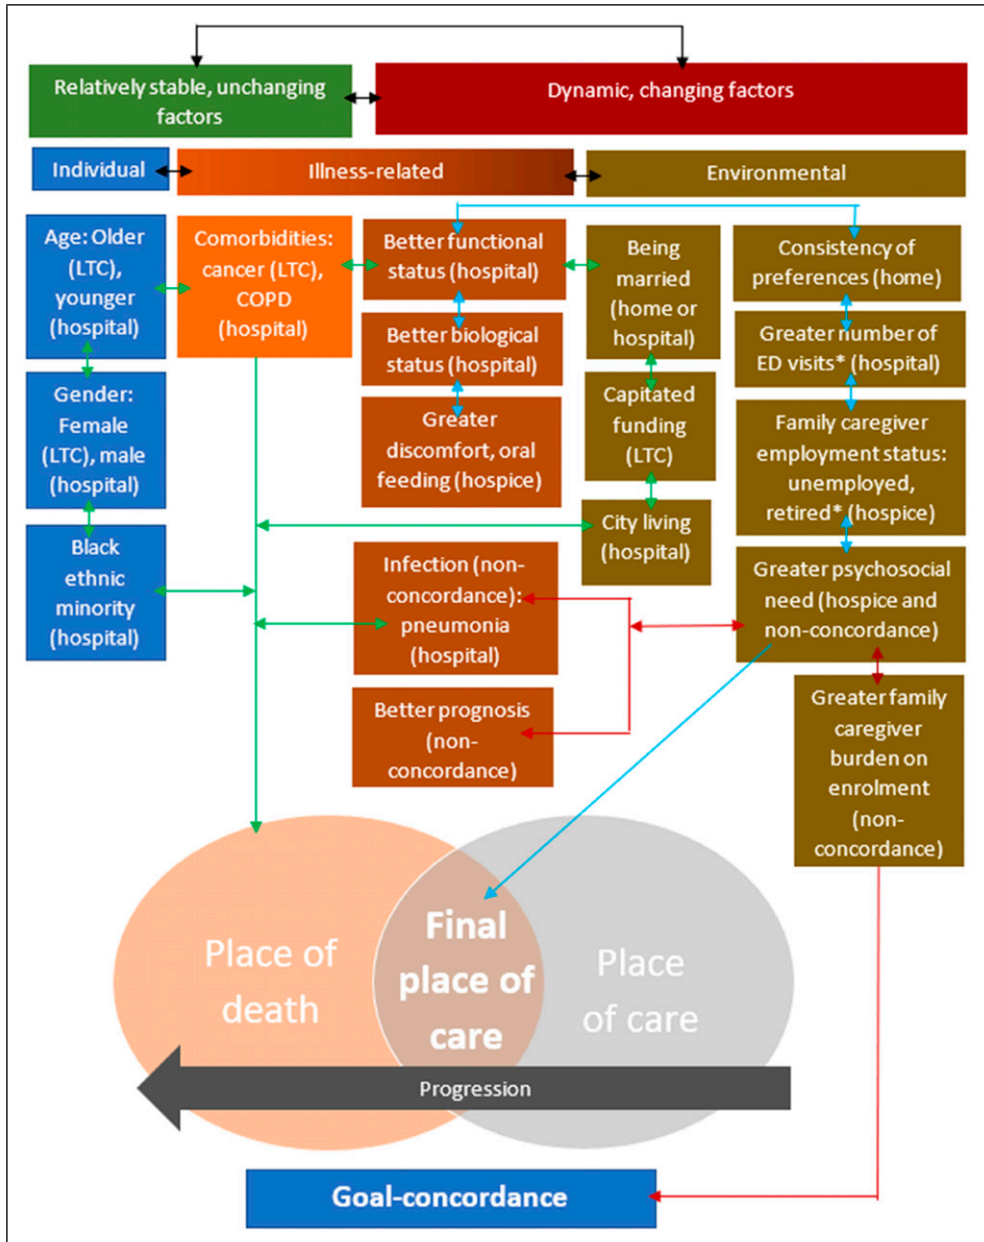 Relatively stable, unchanging
factors
Dynamic, changing factors
Individual
Illness-related
Environmental
Age: Older
(LTC),
younger
(hospital)
Comorbidities:
cancer (LTC),
COPD
(hospital)
Better functional
status (hospital)
Being
married
(home or
hospital)
Consistency of
preferences (home)
Better biological
status (hospital)
Greater number of
ED visits* (hospital)
Gender:
Female
(LTC), male
(hospital)
Greater
discomfort, oral
feeding (hospice)
Capitated
funding
(LTC)
Family caregiver
employment status:
unemployed,
retired* (hospice)
City living
(hospital)
Black
ethnic
minority
(hospital)
Infection (non-
concordance):
pneumonia
(hospital)
Greater psychosocial
need (hospice and
non-concordance)
Better prognosis
(non-
concordance)
Greater family
caregiver
burden on
enrolment
(non-
concordance)
Place of
death
Final
place of
care
Place
of care
Progression
Goal-concordance